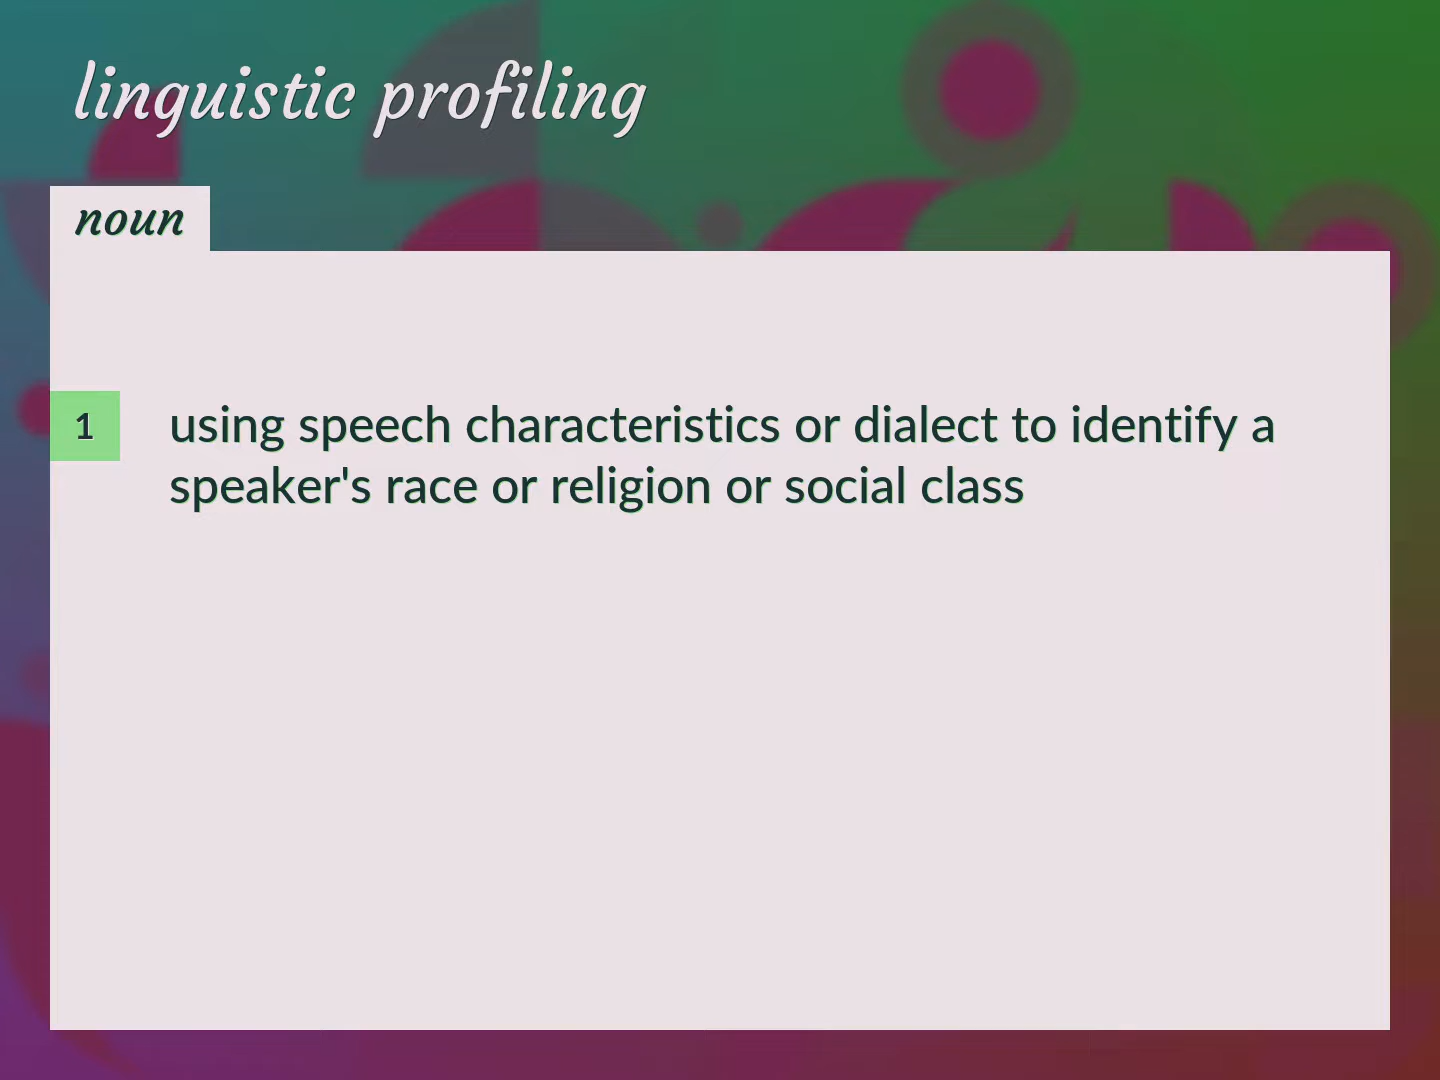 linguistic profiling
noun
1
using speech characteristics or dialect to identify a
speaker's race or religion or social class